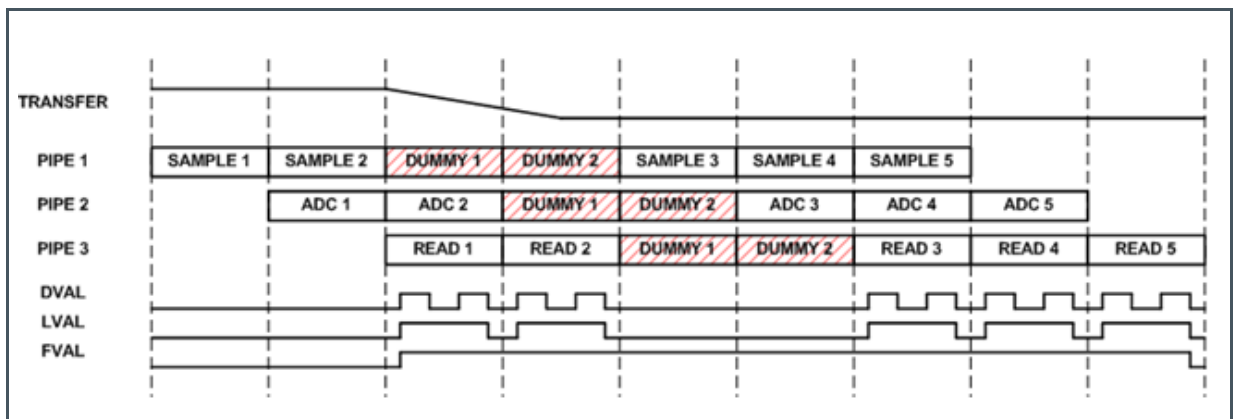 TRANSFER
PIPE 1 SAMPLE 1 SAMPLE 2 DUMMY 1 DUMMY 2 SAMPLE 3 SAMPLE 4 SAMPLE 5
PIPE 2 ADC 1 ADC 2 DUMMY 1 DUMMY 2 ADC 3 ADC 4 ADC 5
PIPE 3 READ 1 READ 2 DUMMY 1 DUMMY 2 READ 3 READ 4 READ 5
DVAL
LVAL
FVAL